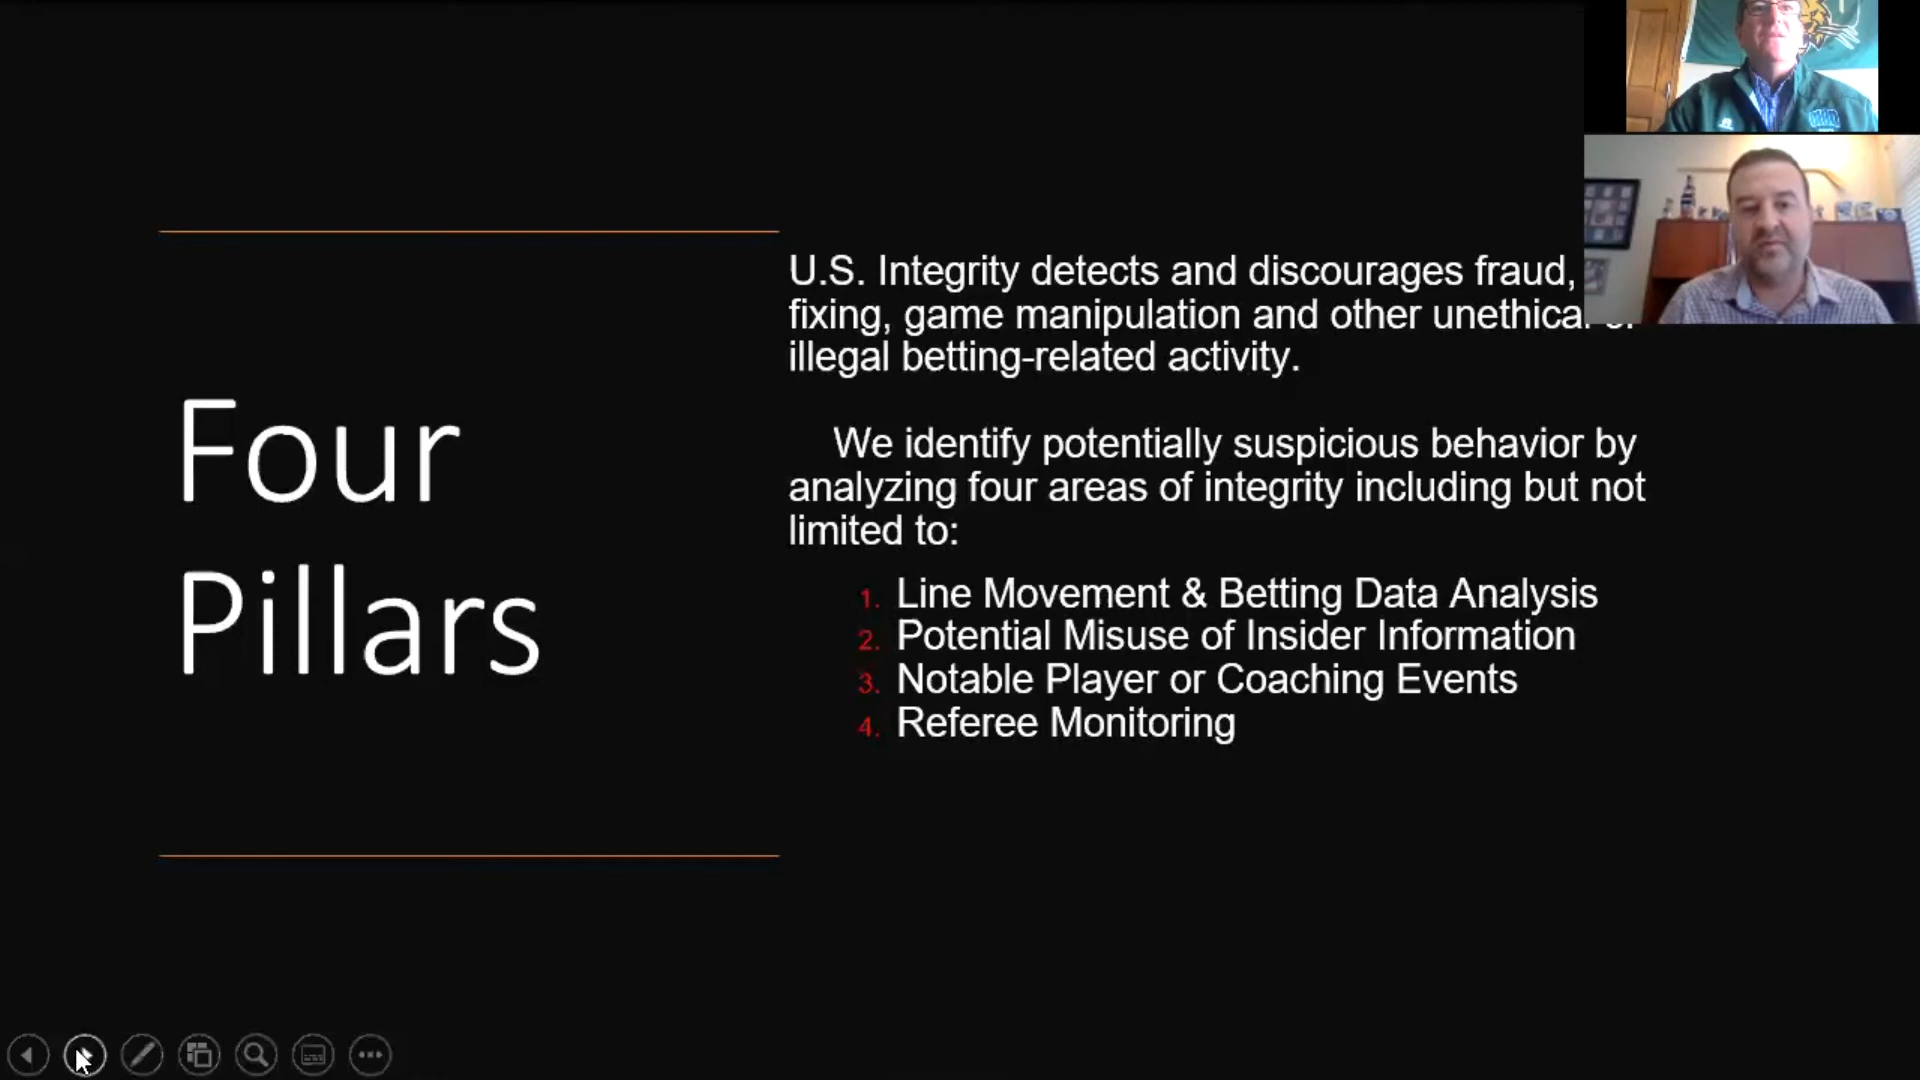 Four
Pillars
U.S. Integrity detects and discourages fraud,
fixing, game manipulation and other
illegal betting-related activity.
We identify potentially suspicious behavior by
analyzing four areas of integrity including but not
limited to:
1. Line Movement & Betting Data Analysis
2. Potential Misuse of Insider Information
3. Notable Player or Coaching Events
4. Referee Monitoring